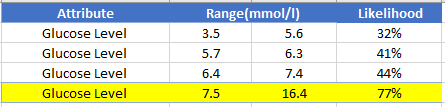 Attribute Range(mmol/l) Likelihood
Glucose Level 3.5 5.6 32%
Glucose Level 5.7 6.3 41%
Glucose Level 6.4 7.4 44%
Glucose Level 7.5 16.4 77%